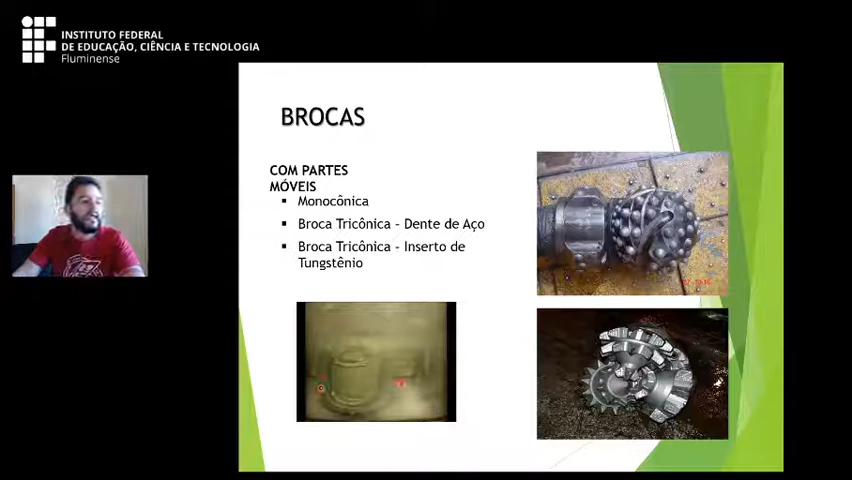 INSTITUTO FEDERAL
DE EDUCAÇÃO, CIÊNCIA E TECNOLOGIA
Fluminense
BROCAS
COM PARTES
MÓVEIS
Monocônica
Broca Tricônica - Dente de Aço
Broca Tricônica - Inserto de
Tungstênio